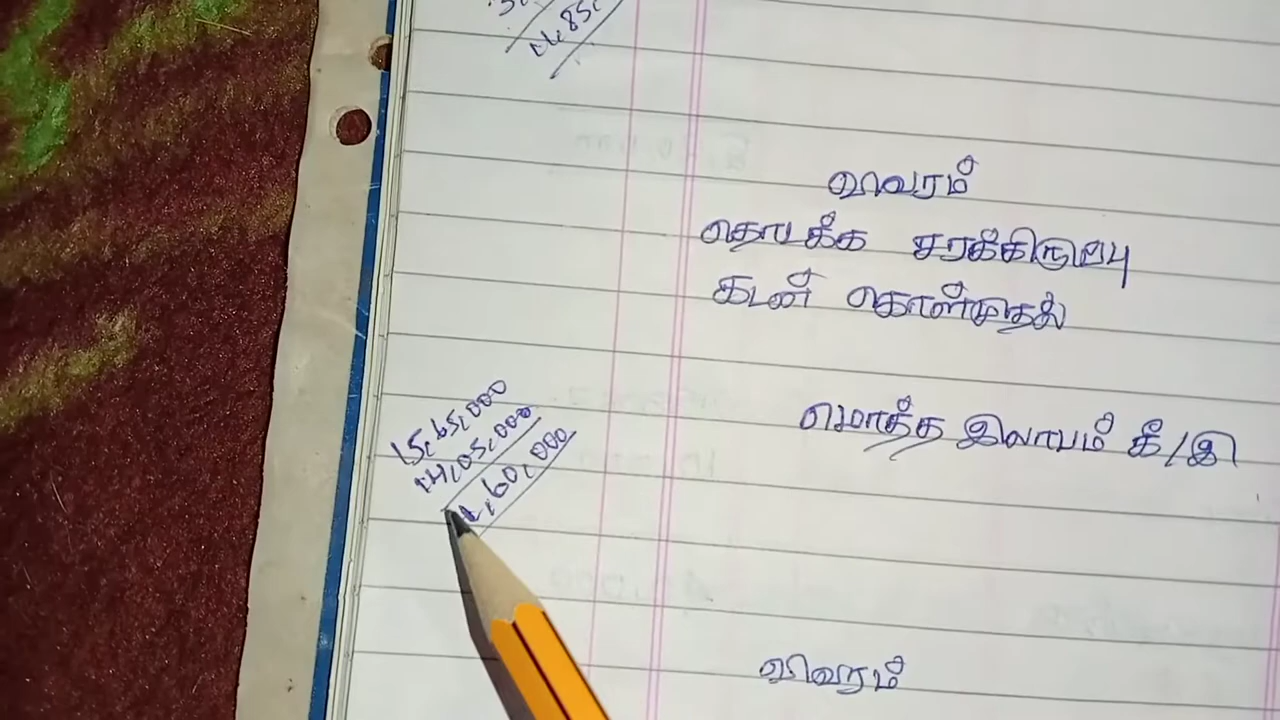 விவரம்
தொடக்க சரக்கிருப்பு
கடன் கொள்முதல்
மொத்த இலாபம் கீ/இ
15,65,000
14,05,000
1,60,000
விவரம்